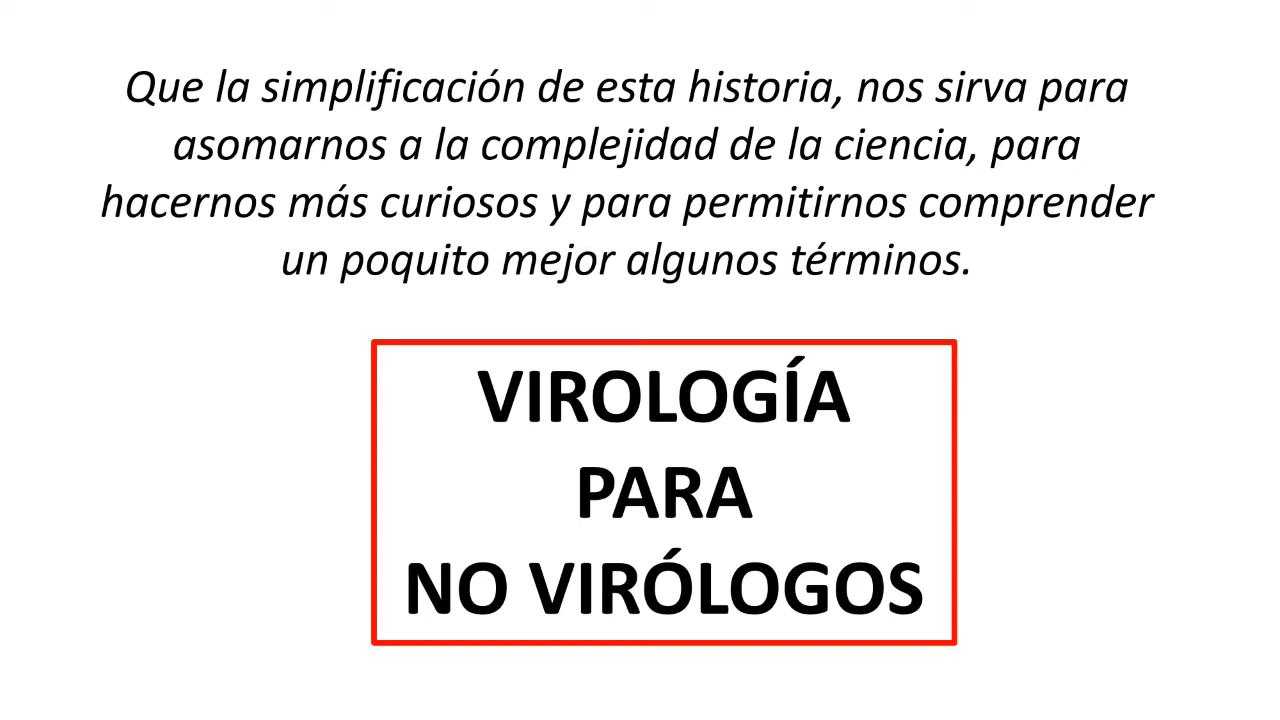 Que la simplificación de esta historia, nos sirva para
asomarnos a la complejidad de la ciencia, para
hacernos más curiosos y para permitirnos comprender
un poquito mejor algunos términos.
VIROLOGÍA
PARA
NO VIRÓLOGOS